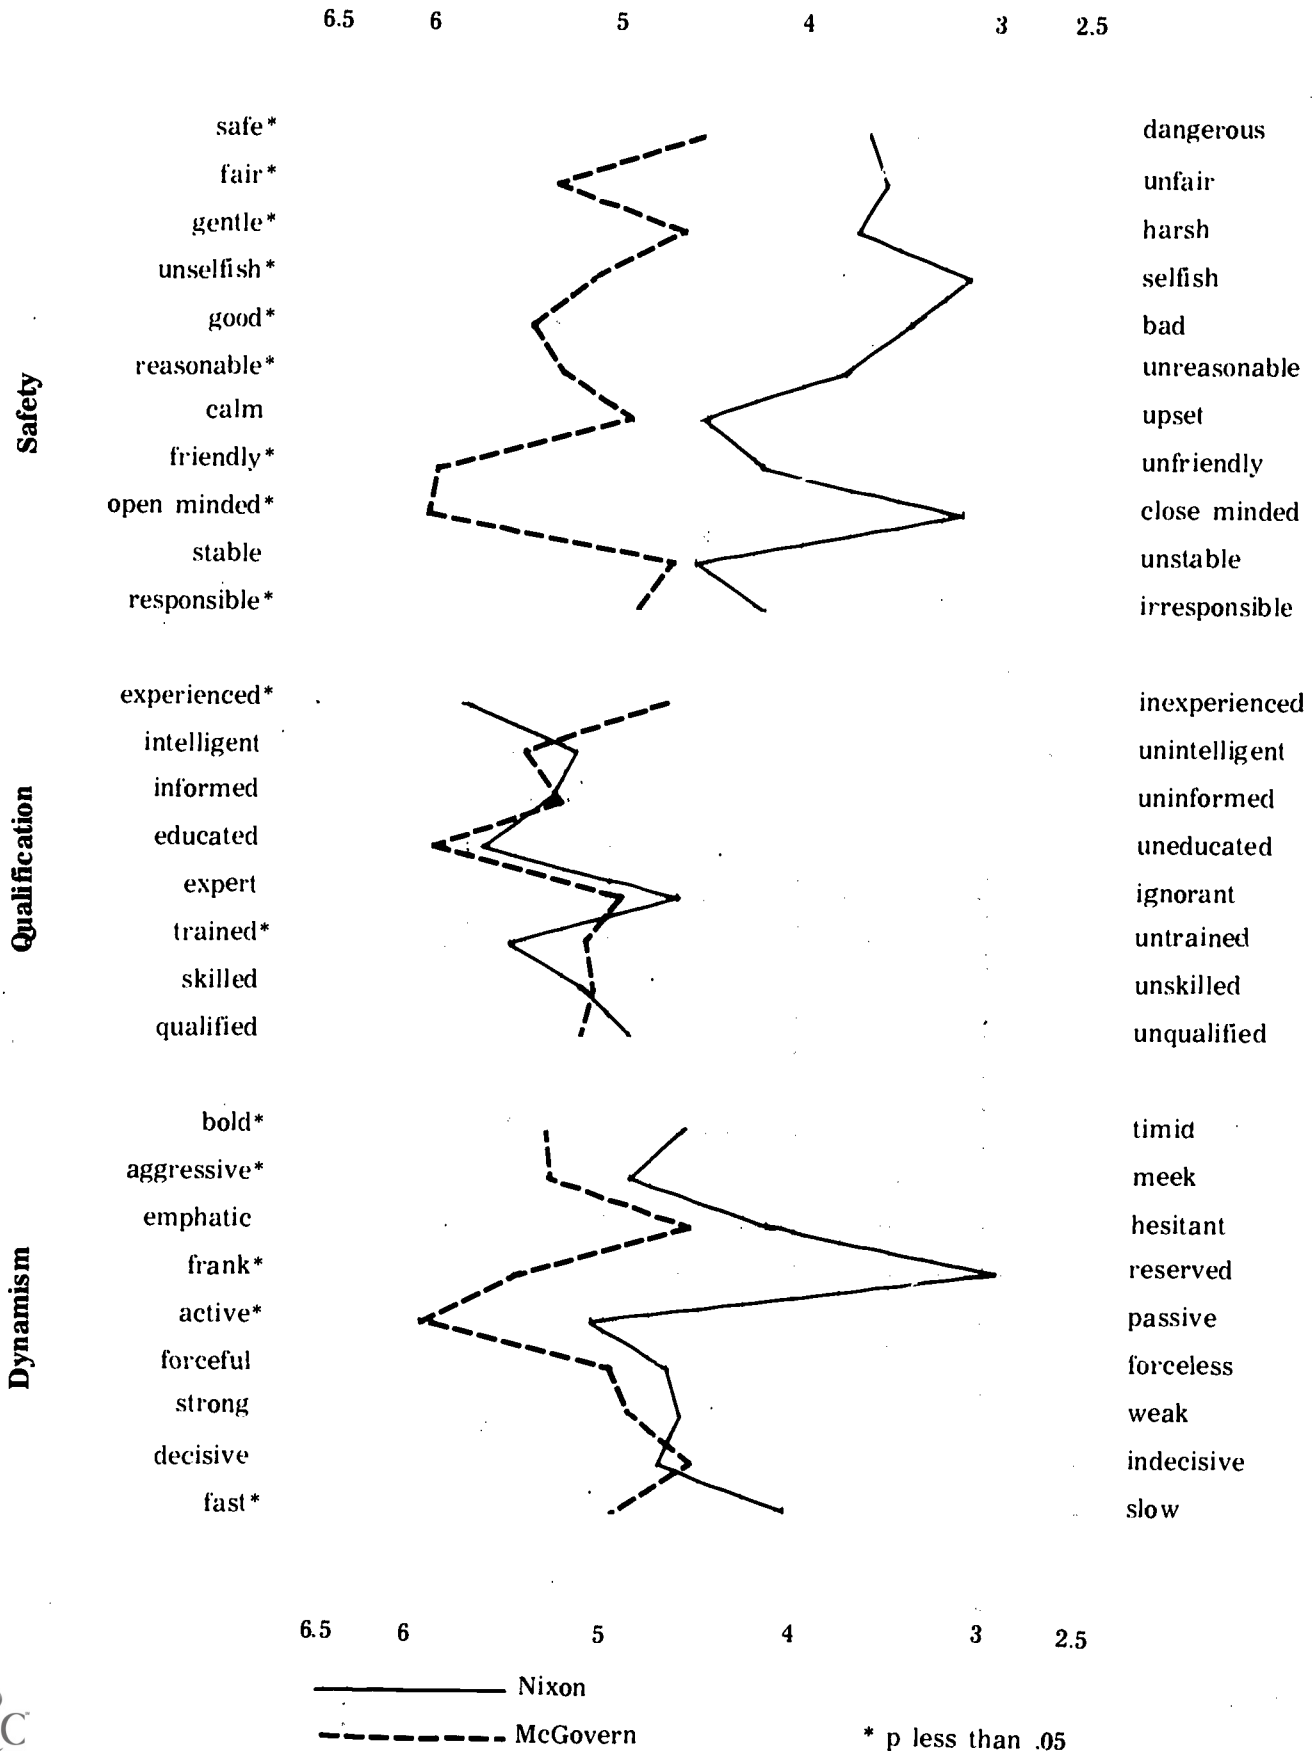 6.5 6 5 4 3 2.5
Safety
safe* dangerous
fair* unfair
gentle* harsh
unselfish* selfish
good* bad
reasonable* unreasonable
calm upset
friendly* unfriendly
open minded* close minded
stable unstable
responsible* irresponsible
Qualification
experienced* inexperienced
intelligent unintelligent
informed uninformed
educated uneducated
expert ignorant
trained* untrained
skilled unskilled
qualified unqualified
Dynamism
bold* timid
aggressive* meek
emphatic hesitant
frank* reserved
active* passive
forceful forceless
strong weak
decisive indecisive
fast* slow
6.5 6 5 4 3 2.5
Nixon
McGovern
* p less than .05